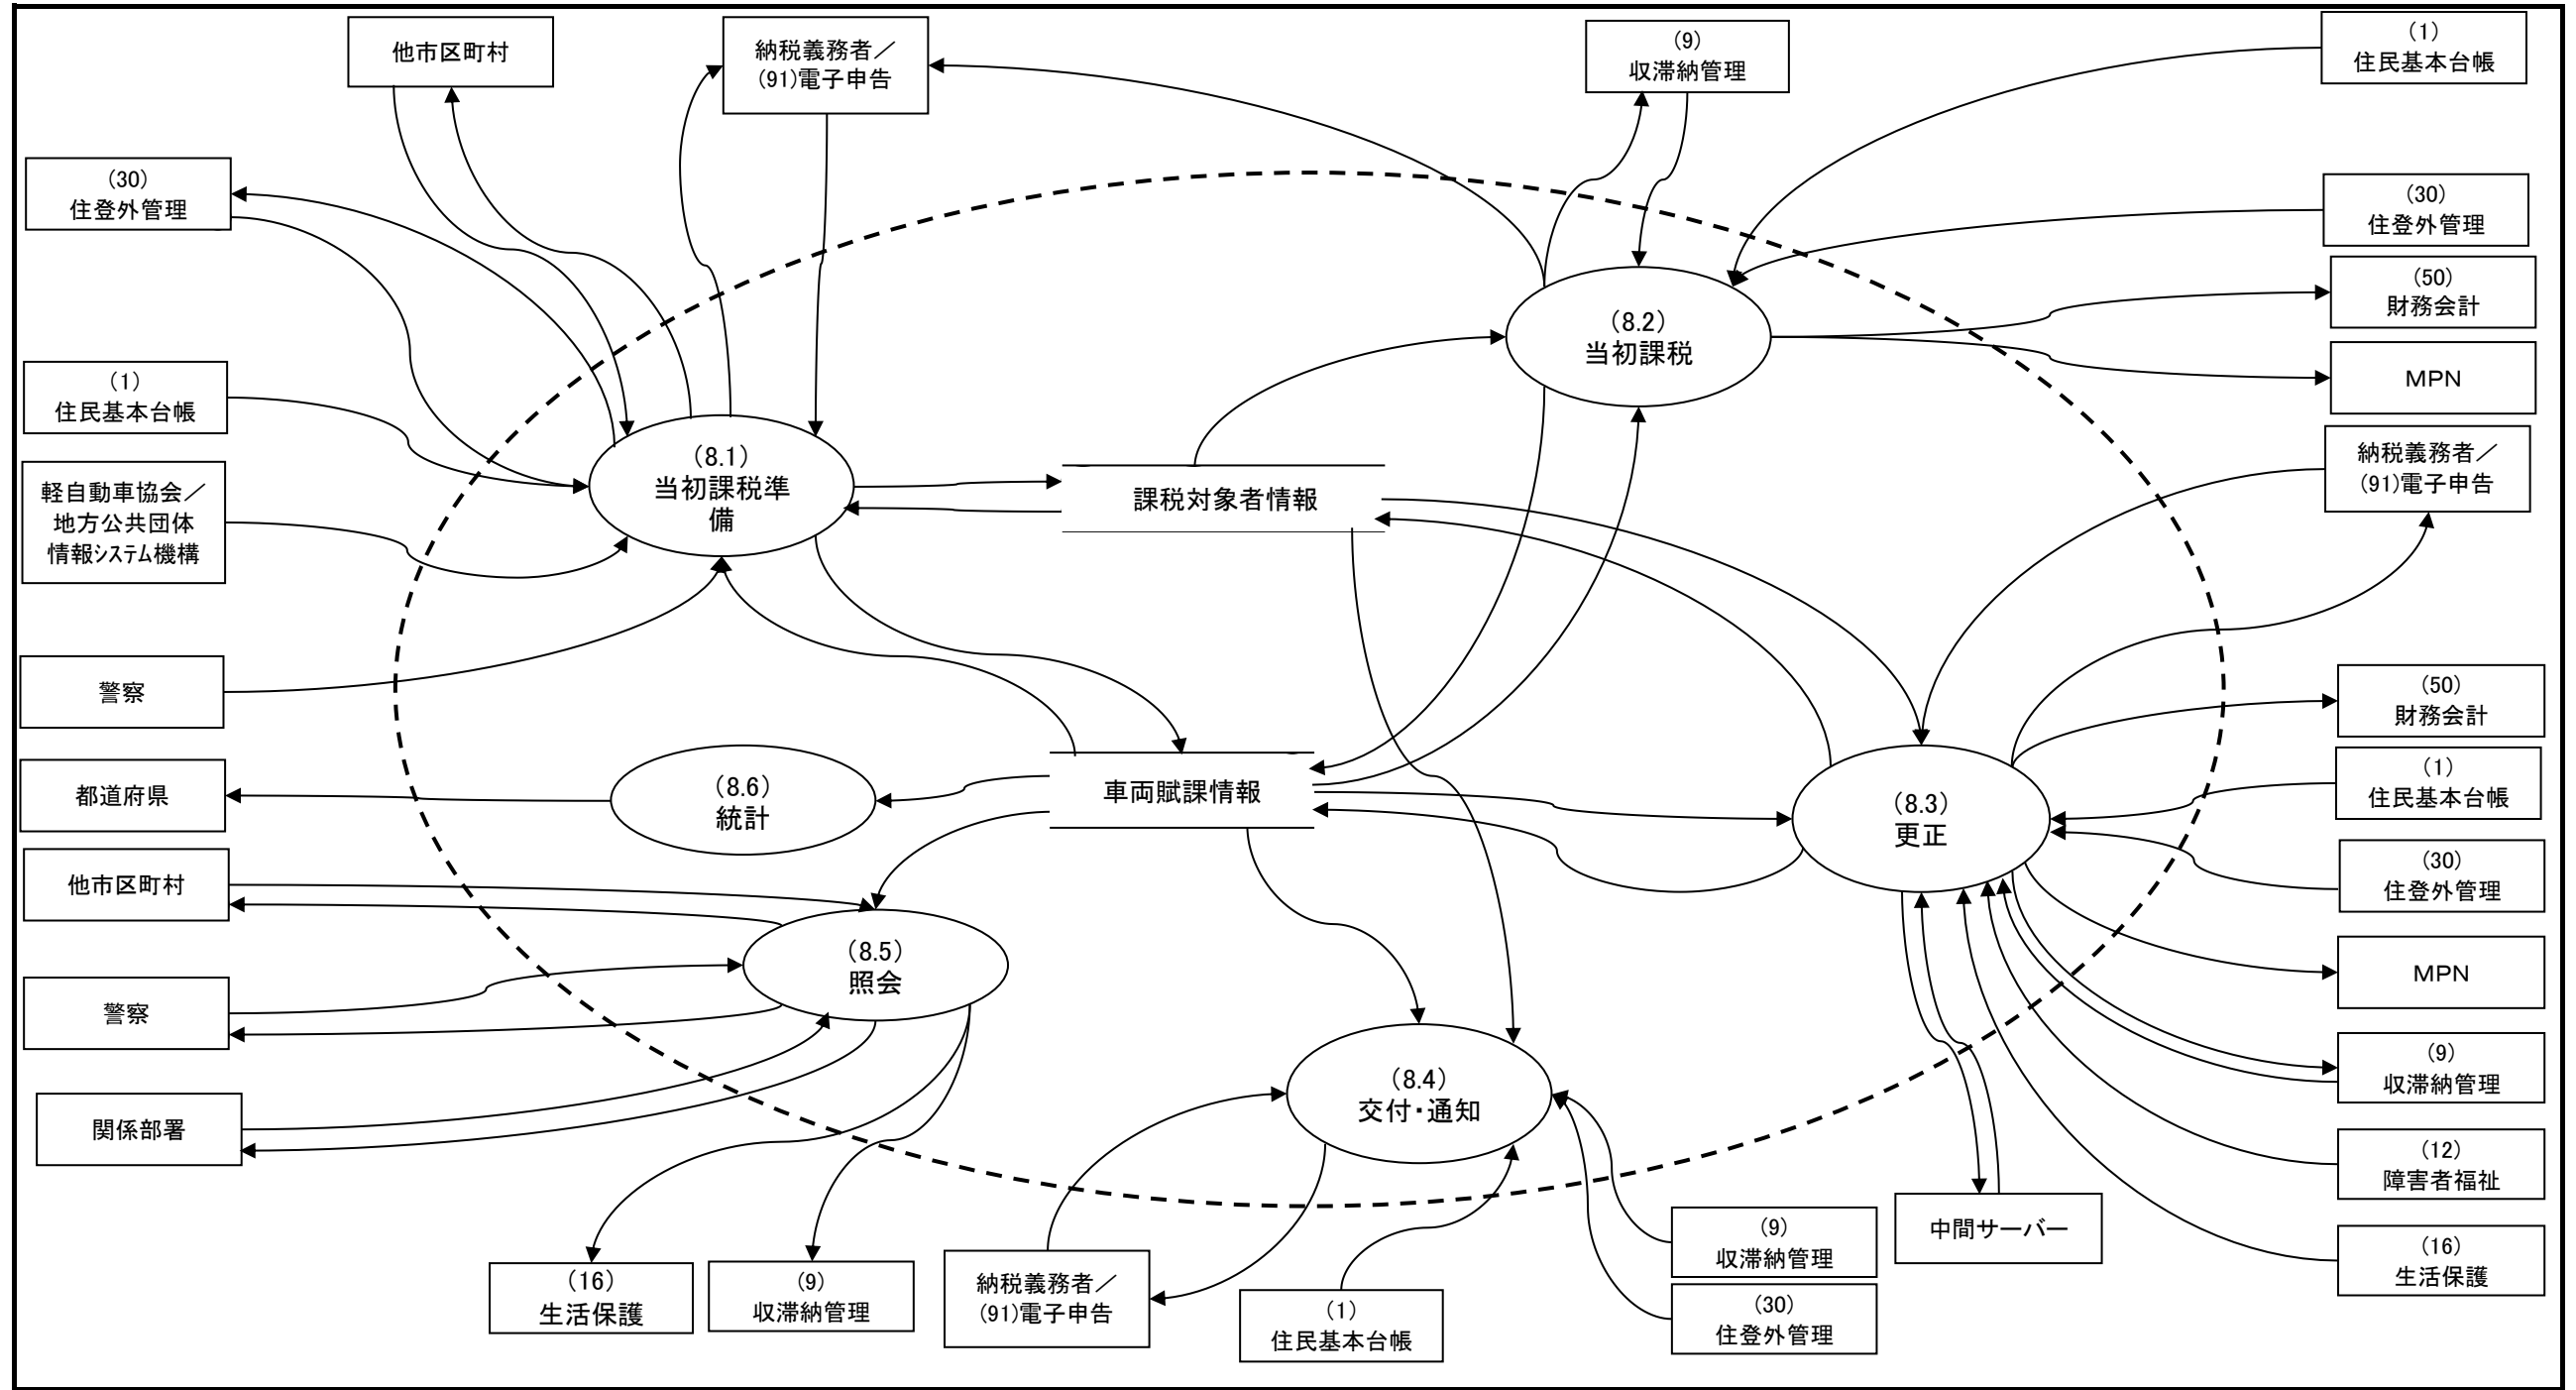 他市区町村
納税義務者／
(91)電子申告
(9)
収滞納管理
(1)
住民基本台帳
(30)
住登外管理
(30)
住登外管理
(50)
財務会計
(8.2)
当初課税
MPN
(1)
住民基本台帳
納税義務者／
(91)電子申告
(8.1)
当初課税準
備
軽自動車協会／
地方公共団体
情報ｼｽﾃﾑ機構
課税対象者情報
警察
(50)
財務会計
都道府県
(8.6)
統計
車両賦課情報
(8.3)
更正
(1)
住民基本台帳
他市区町村
(30)
住登外管理
(8.5)
照会
MPN
警察
(9)
収滞納管理
(8.4)
交付・通知
関係部署
(12)
障害者福祉
中間サーバー
(9)
収滞納管理
(16)
生活保護
(16)
生活保護
(9)
収滞納管理
納税義務者／
(91)電子申告
(1)
住民基本台帳
(30)
住登外管理